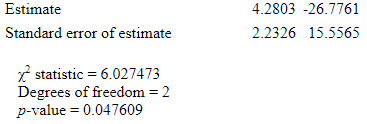 Estimate 4.2803 -26.7761
Standard error of estimate 2.2326 15.5565
χ² statistic = 6.027473
Degrees of freedom = 2
p-value = 0.047609